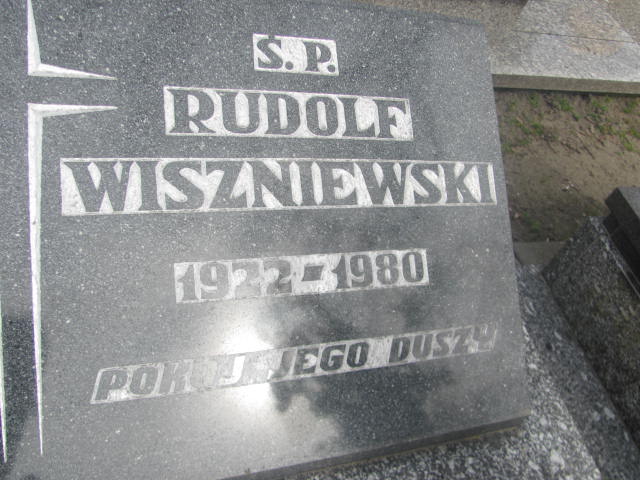 Ś. P.
RUDOLF
WISZNIEWSKI
1922-1980
POKÓJ JEGO DUSZY